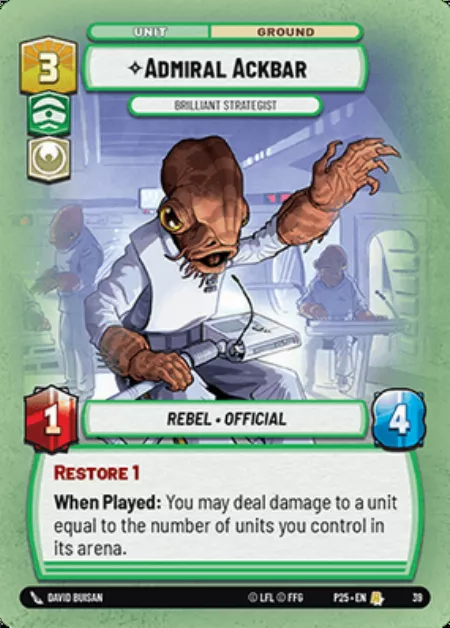 UNIT GROUND
3
ADMIRAL ACKBAR
BRILLIANT STRATEGIST
1
REBEL • OFFICIAL
4
RESTORE 1
When Played: You may deal damage to a unit
equal to the number of units you control in
its arena.
DAVID BUISAN © LFL © FFG P25 • EN 39